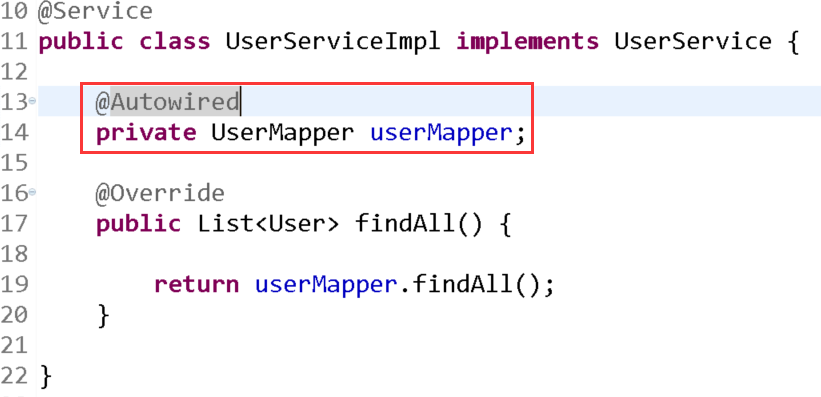 10 @Service
11 public class UserServiceImpl implements UserService {
12
13 @Autowired
14 private UserMapper userMapper;
15
16 @Override
17 public List<User> findAll() {
18
19 return userMapper.findAll();
20 }
21
22 }